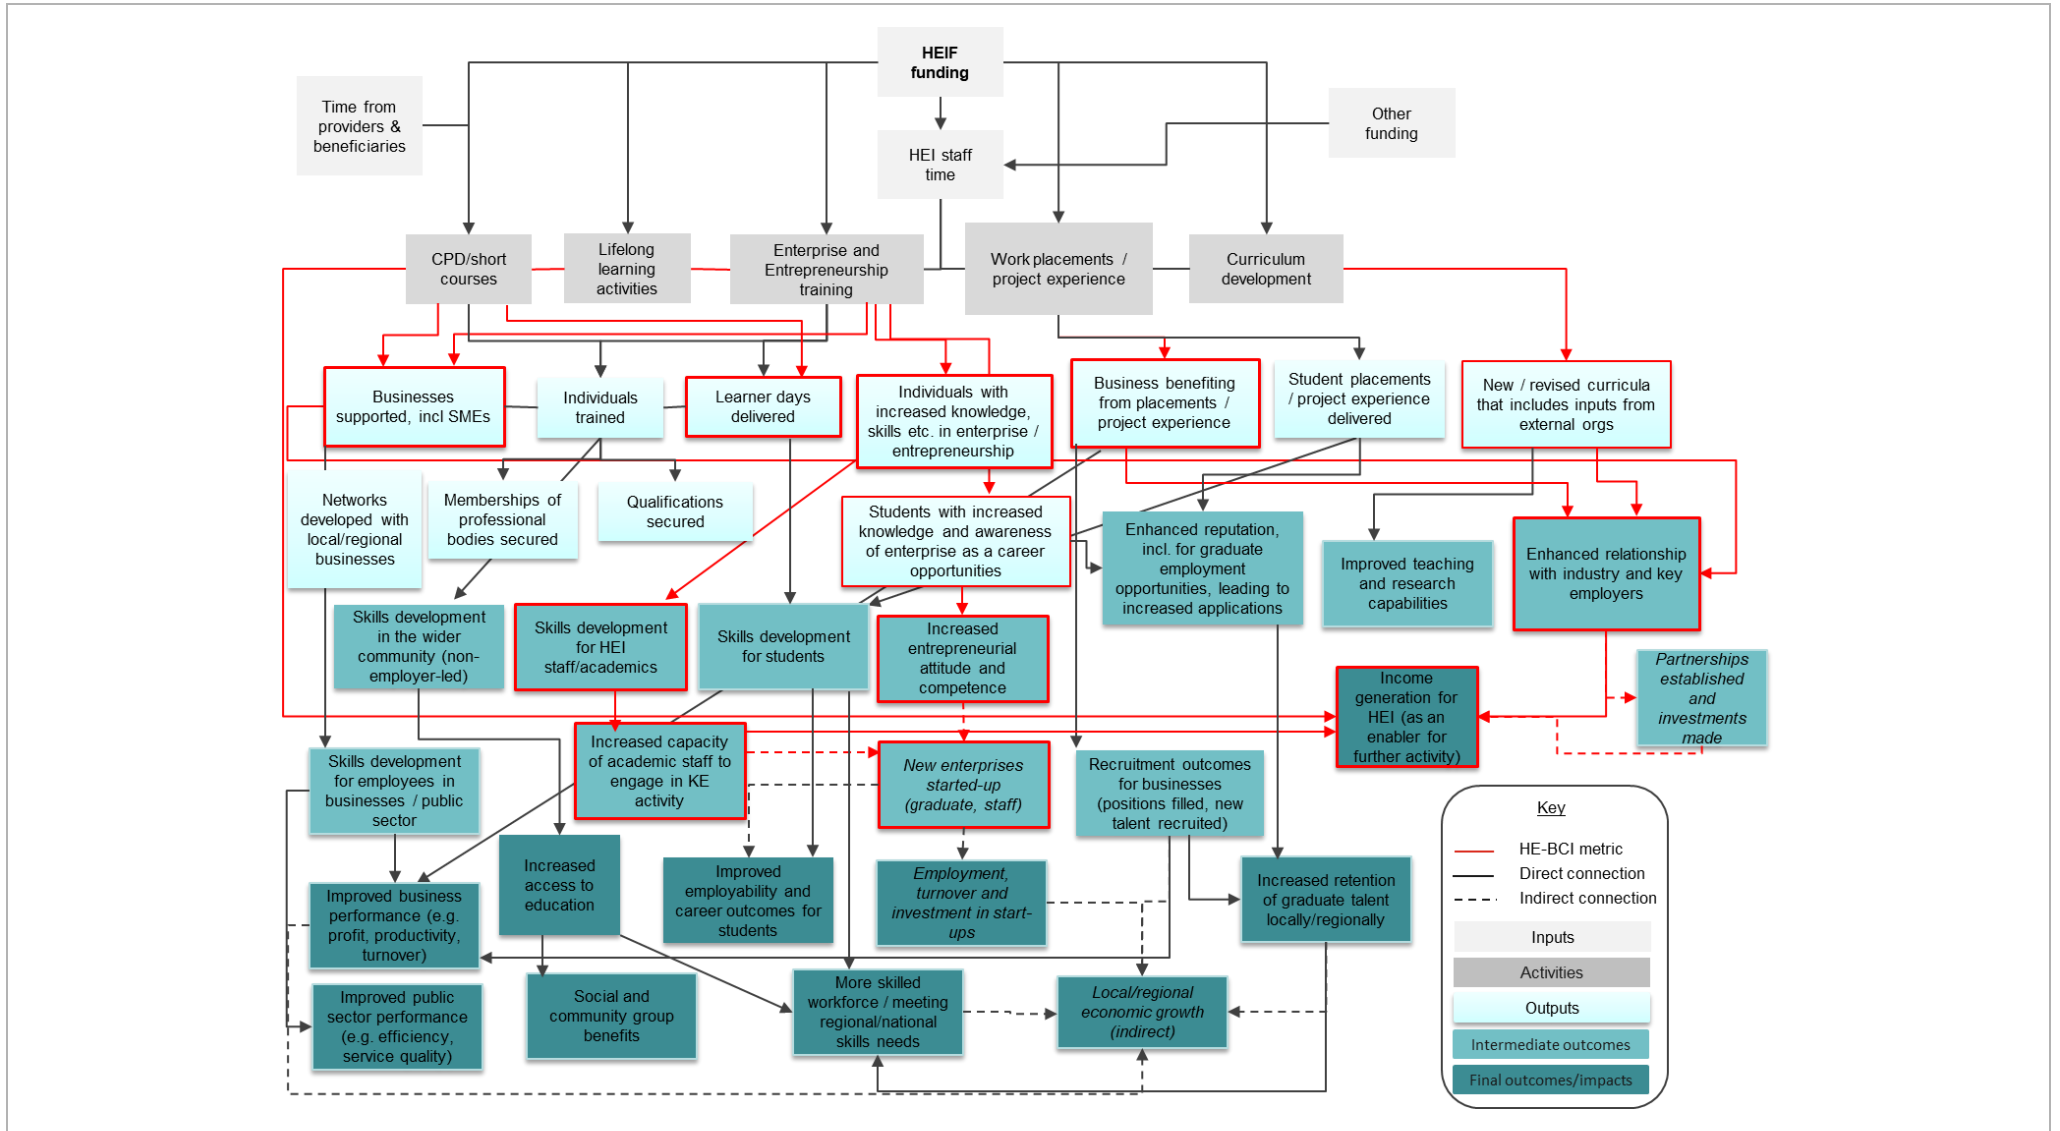 HEIF
funding
Time from
providers &
beneficiaries
Other
funding
HEI staff
time
CPD/short
courses
Lifelong
learning
activities
Enterprise and
Entrepreneurship
training
Work placements /
project experience
Curriculum
development
Businesses
supported, incl SMEs
Individuals
trained
Learner days
delivered
Individuals with
increased knowledge,
skills etc. in enterprise /
entrepreneurship
Business benefiting
from placements /
project experience
Student placements
/ project experience
delivered
New / revised curricula
that includes inputs from
external orgs
Networks
developed with
local/regional
businesses
Memberships of
professional
bodies secured
Qualifications
secured
Students with increased
knowledge and awareness
of enterprise as a career
opportunities
Enhanced reputation,
incl. for graduate
employment
opportunities, leading to
increased applications
Improved teaching
and research
capabilities
Enhanced relationship
with industry and key
employers
Skills development
in the wider
community (non-
employer-led)
Skills development
for HEI
staff/academics
Skills development
for students
Increased
entrepreneurial
attitude and
competence
Income
generation for
HEI (as an
enabler for
further activity)
Partnerships
established
and
investments
made
Skills development
for employees in
businesses / public
sector
Increased capacity
of academic staff to
engage in KE
activity
New enterprises
started-up
(graduate, staff)
Recruitment outcomes
for businesses
(positions filled, new
talent recruited)
Improved business
performance (e.g.
profit, productivity,
turnover)
Increased
access to
education
Improved
employability and
career outcomes for
students
Employment,
turnover and
investment in start-
ups
Increased retention
of graduate talent
locally/regionally
Improved public
sector performance
(e.g. efficiency,
service quality)
Social and
community group
benefits
More skilled
workforce / meeting
regional/national
skills needs
Local/regional
economic growth
(indirect)
Key
HE-BCI metric
Direct connection
Indirect connection
Inputs
Activities
Outputs
Intermediate outcomes
Final outcomes/impacts